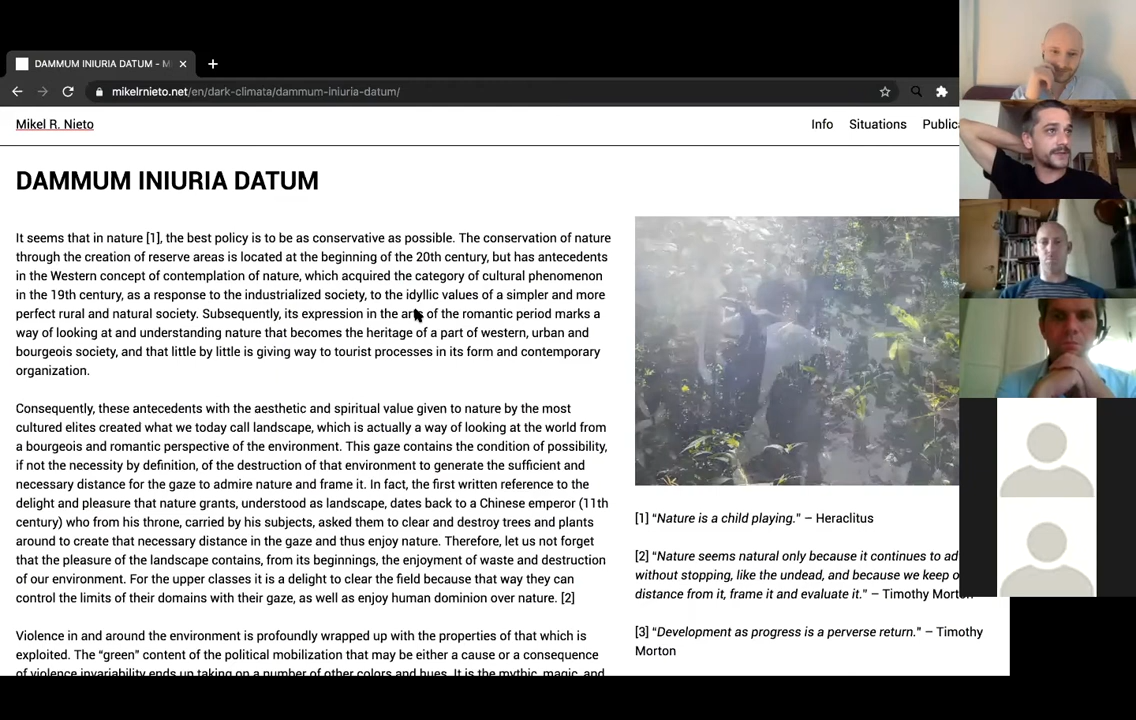 DAMMUM INIURIA DATUM - M
mikelrnieto.net/en/dark-climata/dammum-iniuria-datum/
Mikel R. Nieto
Info Situations Publica
DAMMUM INIURIA DATUM
It seems that in nature [1], the best policy is to be as conservative as possible. The conservation of nature
through the creation of reserve areas is located at the beginning of the 20th century, but has antecedents
in the Western concept of contemplation of nature, which acquired the category of cultural phenomenon
in the 19th century, as a response to the industrialized society, to the idyllic values of a simpler and more
perfect rural and natural society. Subsequently, its expression in the arts of the romantic period marks a
way of looking at and understanding nature that becomes the heritage of a part of western, urban and
bourgeois society, and that little by little is giving way to tourist processes in its form and contemporary
organization.
Consequently, these antecedents with the aesthetic and spiritual value given to nature by the most
cultured elites created what we today call landscape, which is actually a way of looking at the world from
a bourgeois and romantic perspective of the environment. This gaze contains the condition of possibility,
if not the necessity by definition, of the destruction of that environment to generate the sufficient and
necessary distance for the gaze to admire nature and frame it. In fact, the first written reference to the
delight and pleasure that nature grants, understood as landscape, dates back to a Chinese emperor (11th
century) who from his throne, carried by his subjects, asked them to clear and destroy trees and plants
around to create that necessary distance in the gaze and thus enjoy nature. Therefore, let us not forget
that the pleasure of the landscape contains, from its beginnings, the enjoyment of waste and destruction
of our environment. For the upper classes it is a delight to clear the field because that way they can
control the limits of their domains with their gaze, as well as enjoy human dominion over nature. [2]
Violence in and around the environment is profoundly wrapped up with the properties of that which is
exploited. The “green” content of the political mobilization that may be either a cause or a consequence
of violence invariability ends up taking on a number of other colors and hues. It is the mythic, magic, and
[1] “Nature is a child playing.” – Heraclitus
[2] “Nature seems natural only because it continues to ad
without stopping, like the undead, and because we keep o
distance from it, frame it and evaluate it.” – Timothy Morton
[3] “Development as progress is a perverse return.” – Timothy
Morton